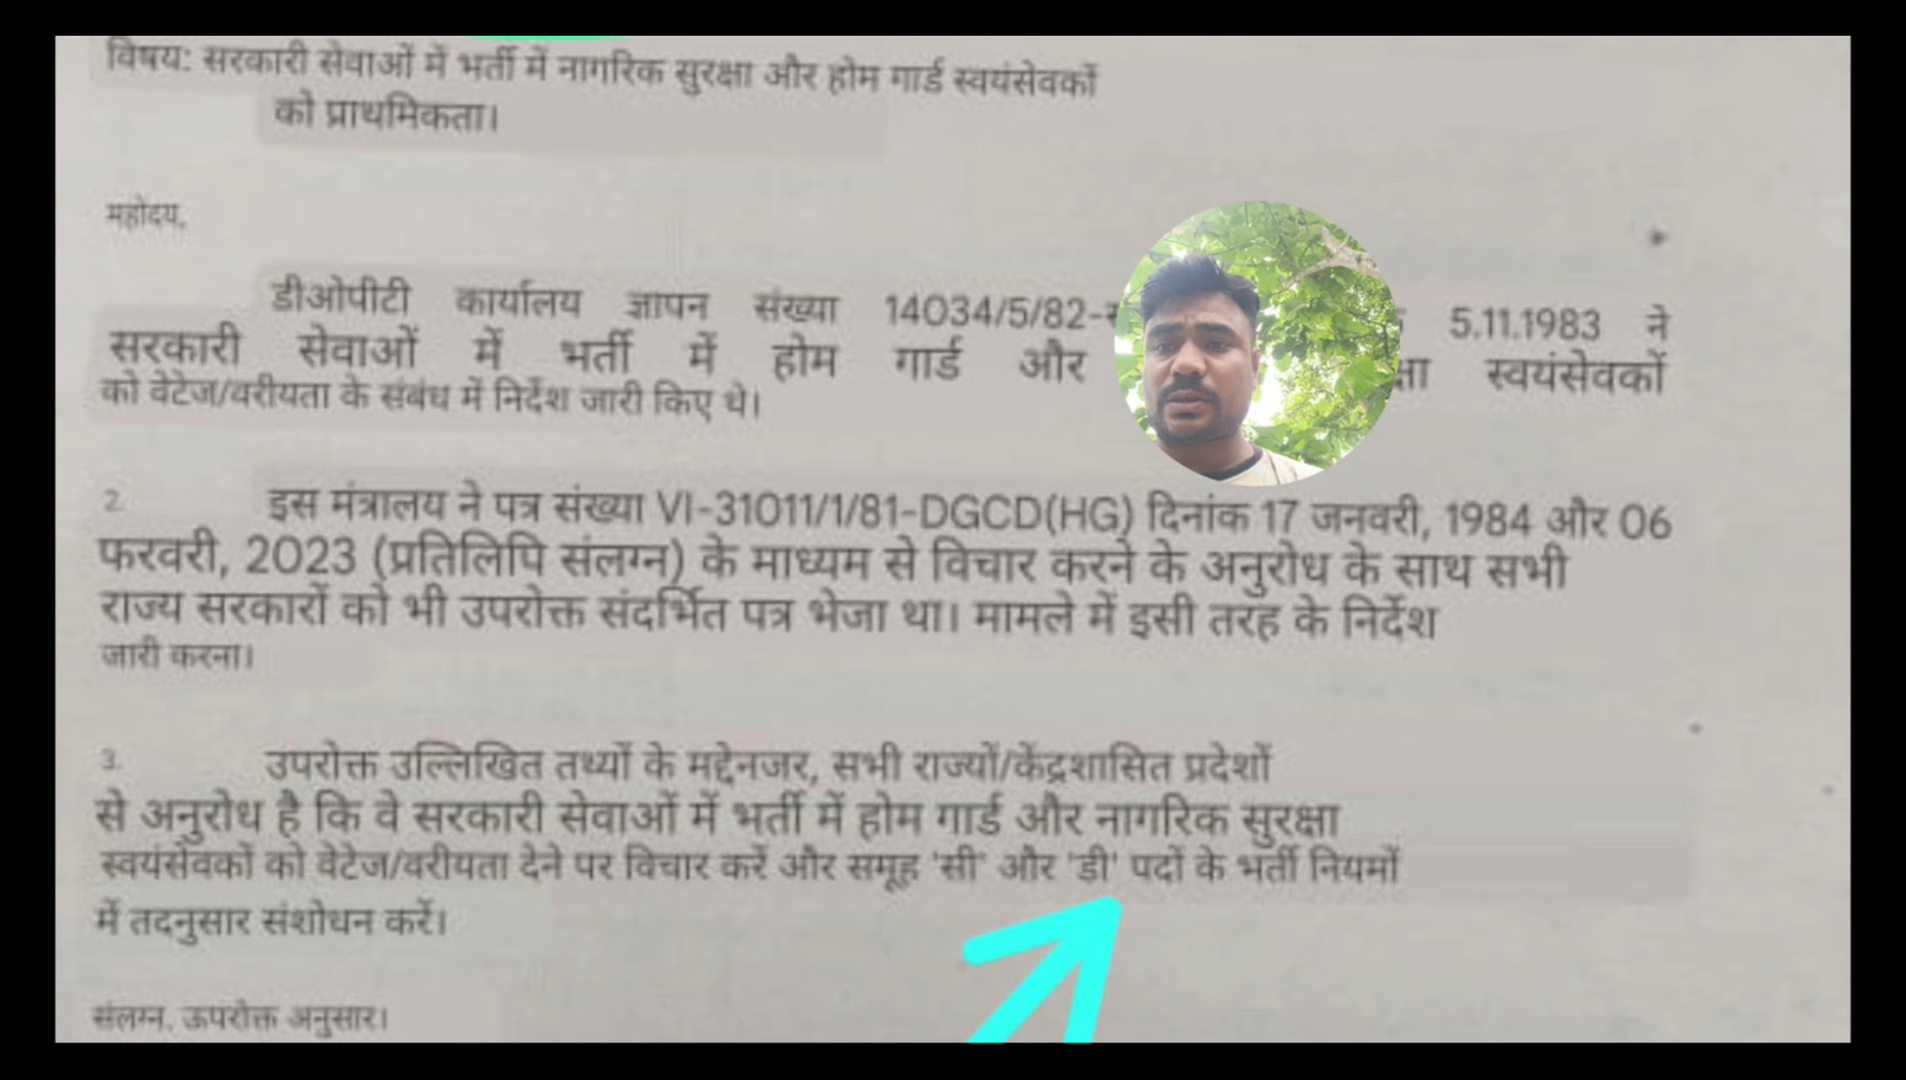 विषय: सरकारी सेवाओं में भर्ती में नागरिक सुरक्षा और होम गार्ड स्वयंसेवकों
को प्राथमिकता।
महोदय,
डीओपीटी कार्यालय ज्ञापन संख्या 14034/5/82- 5.11.1983 ने
सरकारी सेवाओं में भर्ती में होम गार्ड और स्वयंसेवकों
को वेटेज/वरीयता के संबंध में निर्देश जारी किए थे।
2. इस मंत्रालय ने पत्र संख्या VI-31011/1/81-DGCD(HG) दिनांक 17 जनवरी, 1984 और 06
फरवरी, 2023 (प्रतिलिपि संलग्न) के माध्यम से विचार करने के अनुरोध के साथ सभी
राज्य सरकारों को भी उपरोक्त संदर्भित पत्र भेजा था। मामले में इसी तरह के निर्देश
जारी करना।
3. उपरोक्त उल्लिखित तथ्यों के मद्देनजर, सभी राज्यों/केंद्रशासित प्रदेशों
से अनुरोध है कि वे सरकारी सेवाओं में भर्ती में होम गार्ड और नागरिक सुरक्षा
स्वयंसेवकों को वेटेज/वरीयता देने पर विचार करें और समूह 'सी' और 'डी' पदों के भर्ती नियमों
में तदनुसार संशोधन करें।
संलग्न, ऊपरोक्त अनुसार।